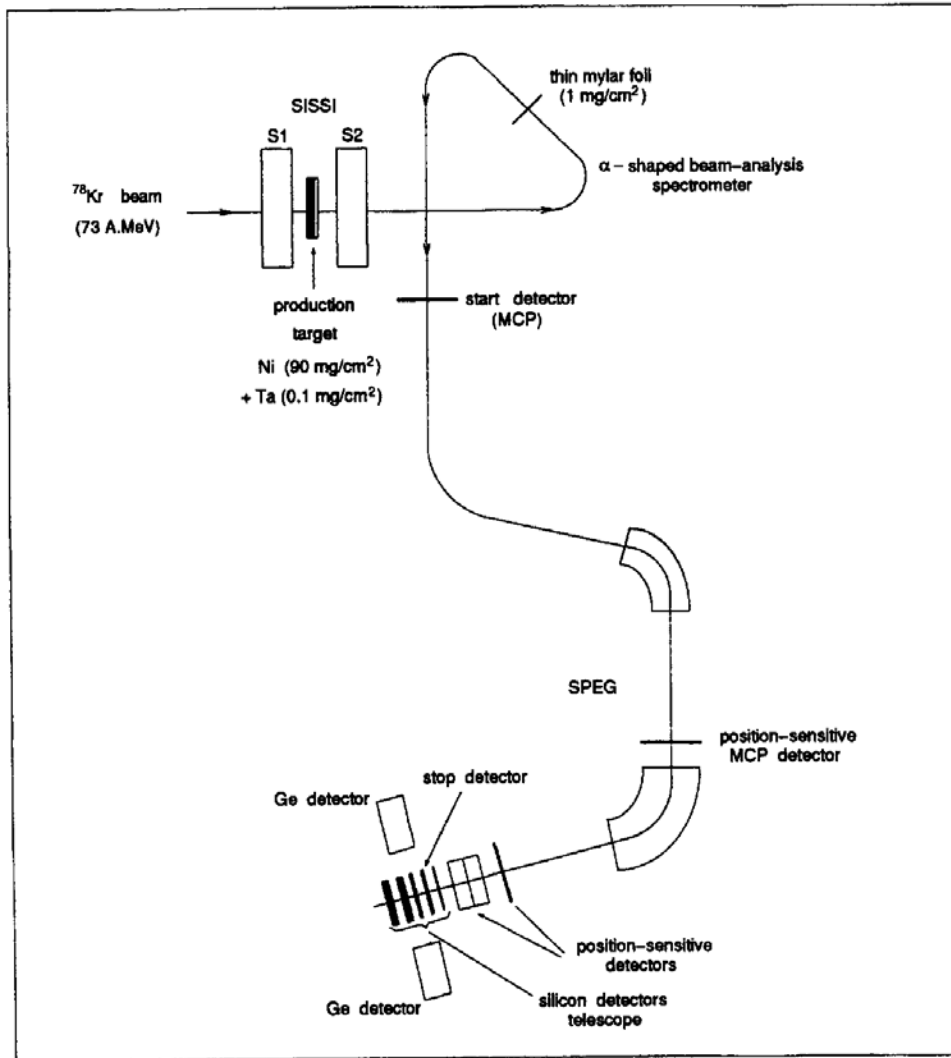 thin mylar foil
(1 mg/cm²)
SISSI
S1
S2
α – shaped beam–analysis
spectrometer
⁷⁸Kr beam
(73 A.MeV)
start detector
(MCP)
production
target
Ni (90 mg/cm²)
+ Ta (0.1 mg/cm²)
SPEG
position–sensitive
MCP detector
stop detector
Ge detector
position–sensitive
detectors
silicon detectors
telescope
Ge detector